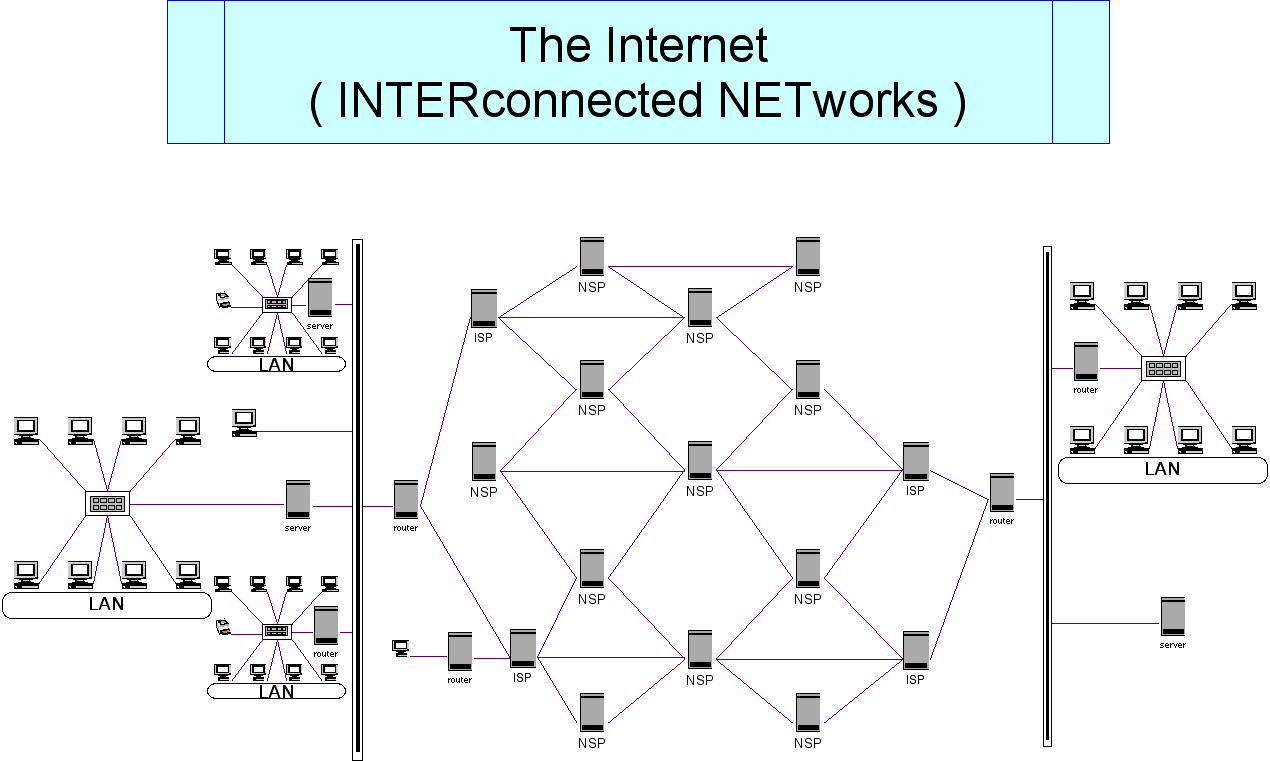 The Internet
( INTERconnected NETworks )
NSP
NSP
server
ISP
NSP
LAN
router
NSP
NSP
LAN
NSP
NSP
ISP
server
router
router
NSP
NSP
LAN
server
router
LAN
router
ISP
NSP
ISP
NSP
NSP